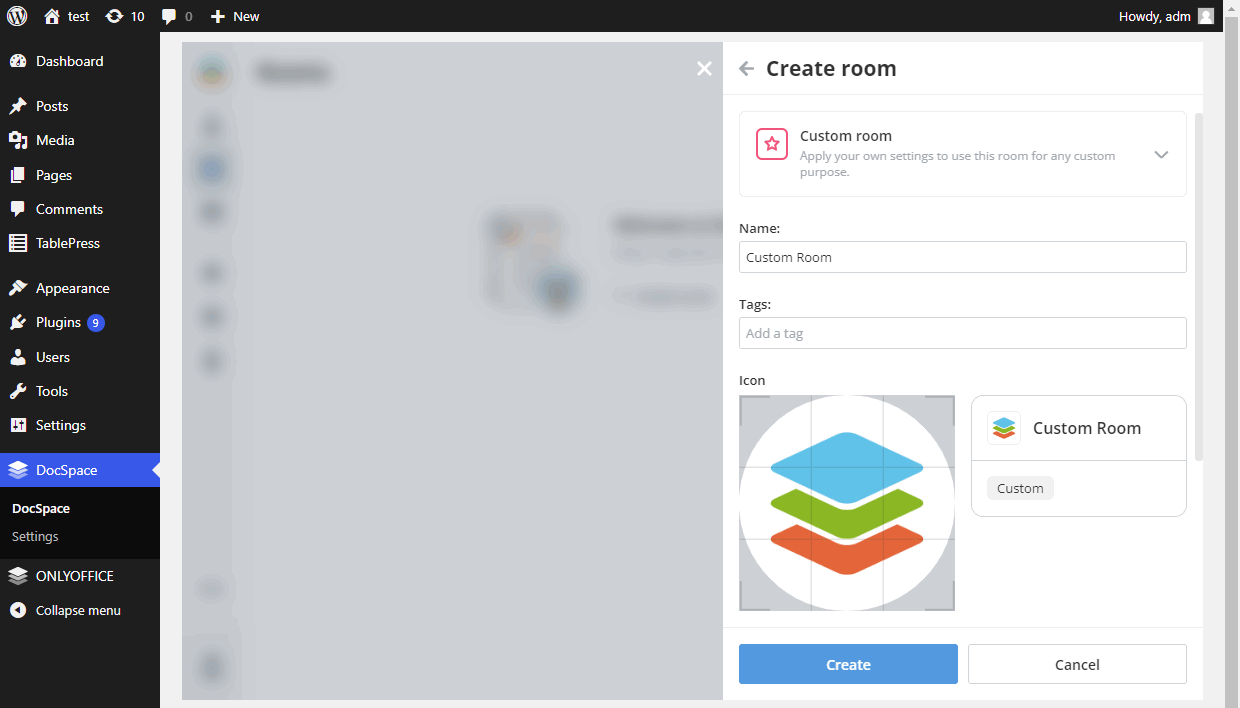 test 10 0 New Howdy, adm
Dashboard
Posts
Media
Pages
Comments
TablePress
Appearance
Plugins 9
Users
Tools
Settings
DocSpace
DocSpace
Settings
ONLYOFFICE
Collapse menu
Create room
Custom room
Apply your own settings to use this room for any custom
purpose.
Name:
Custom Room
Tags:
Add a tag
Icon
Custom Room
Custom
Create Cancel